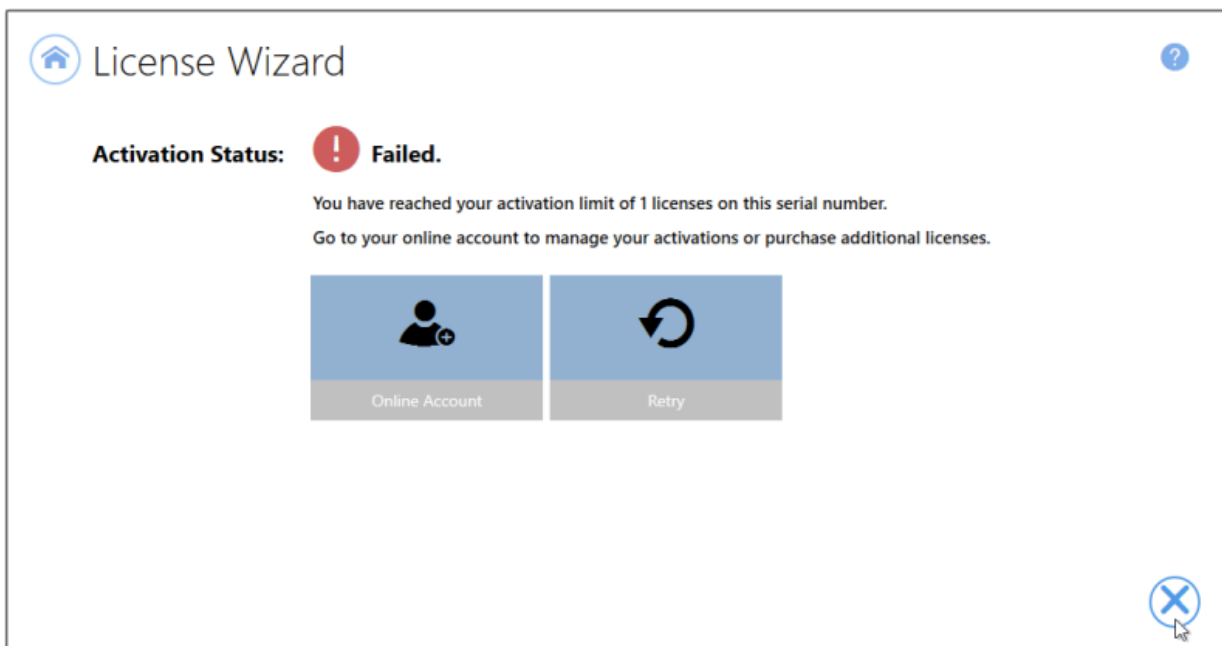 License Wizard
?
Activation Status:
! Failed.
You have reached your activation limit of 1 licenses on this serial number.
Go to your online account to manage your activations or purchase additional licenses.
Online Account
Retry